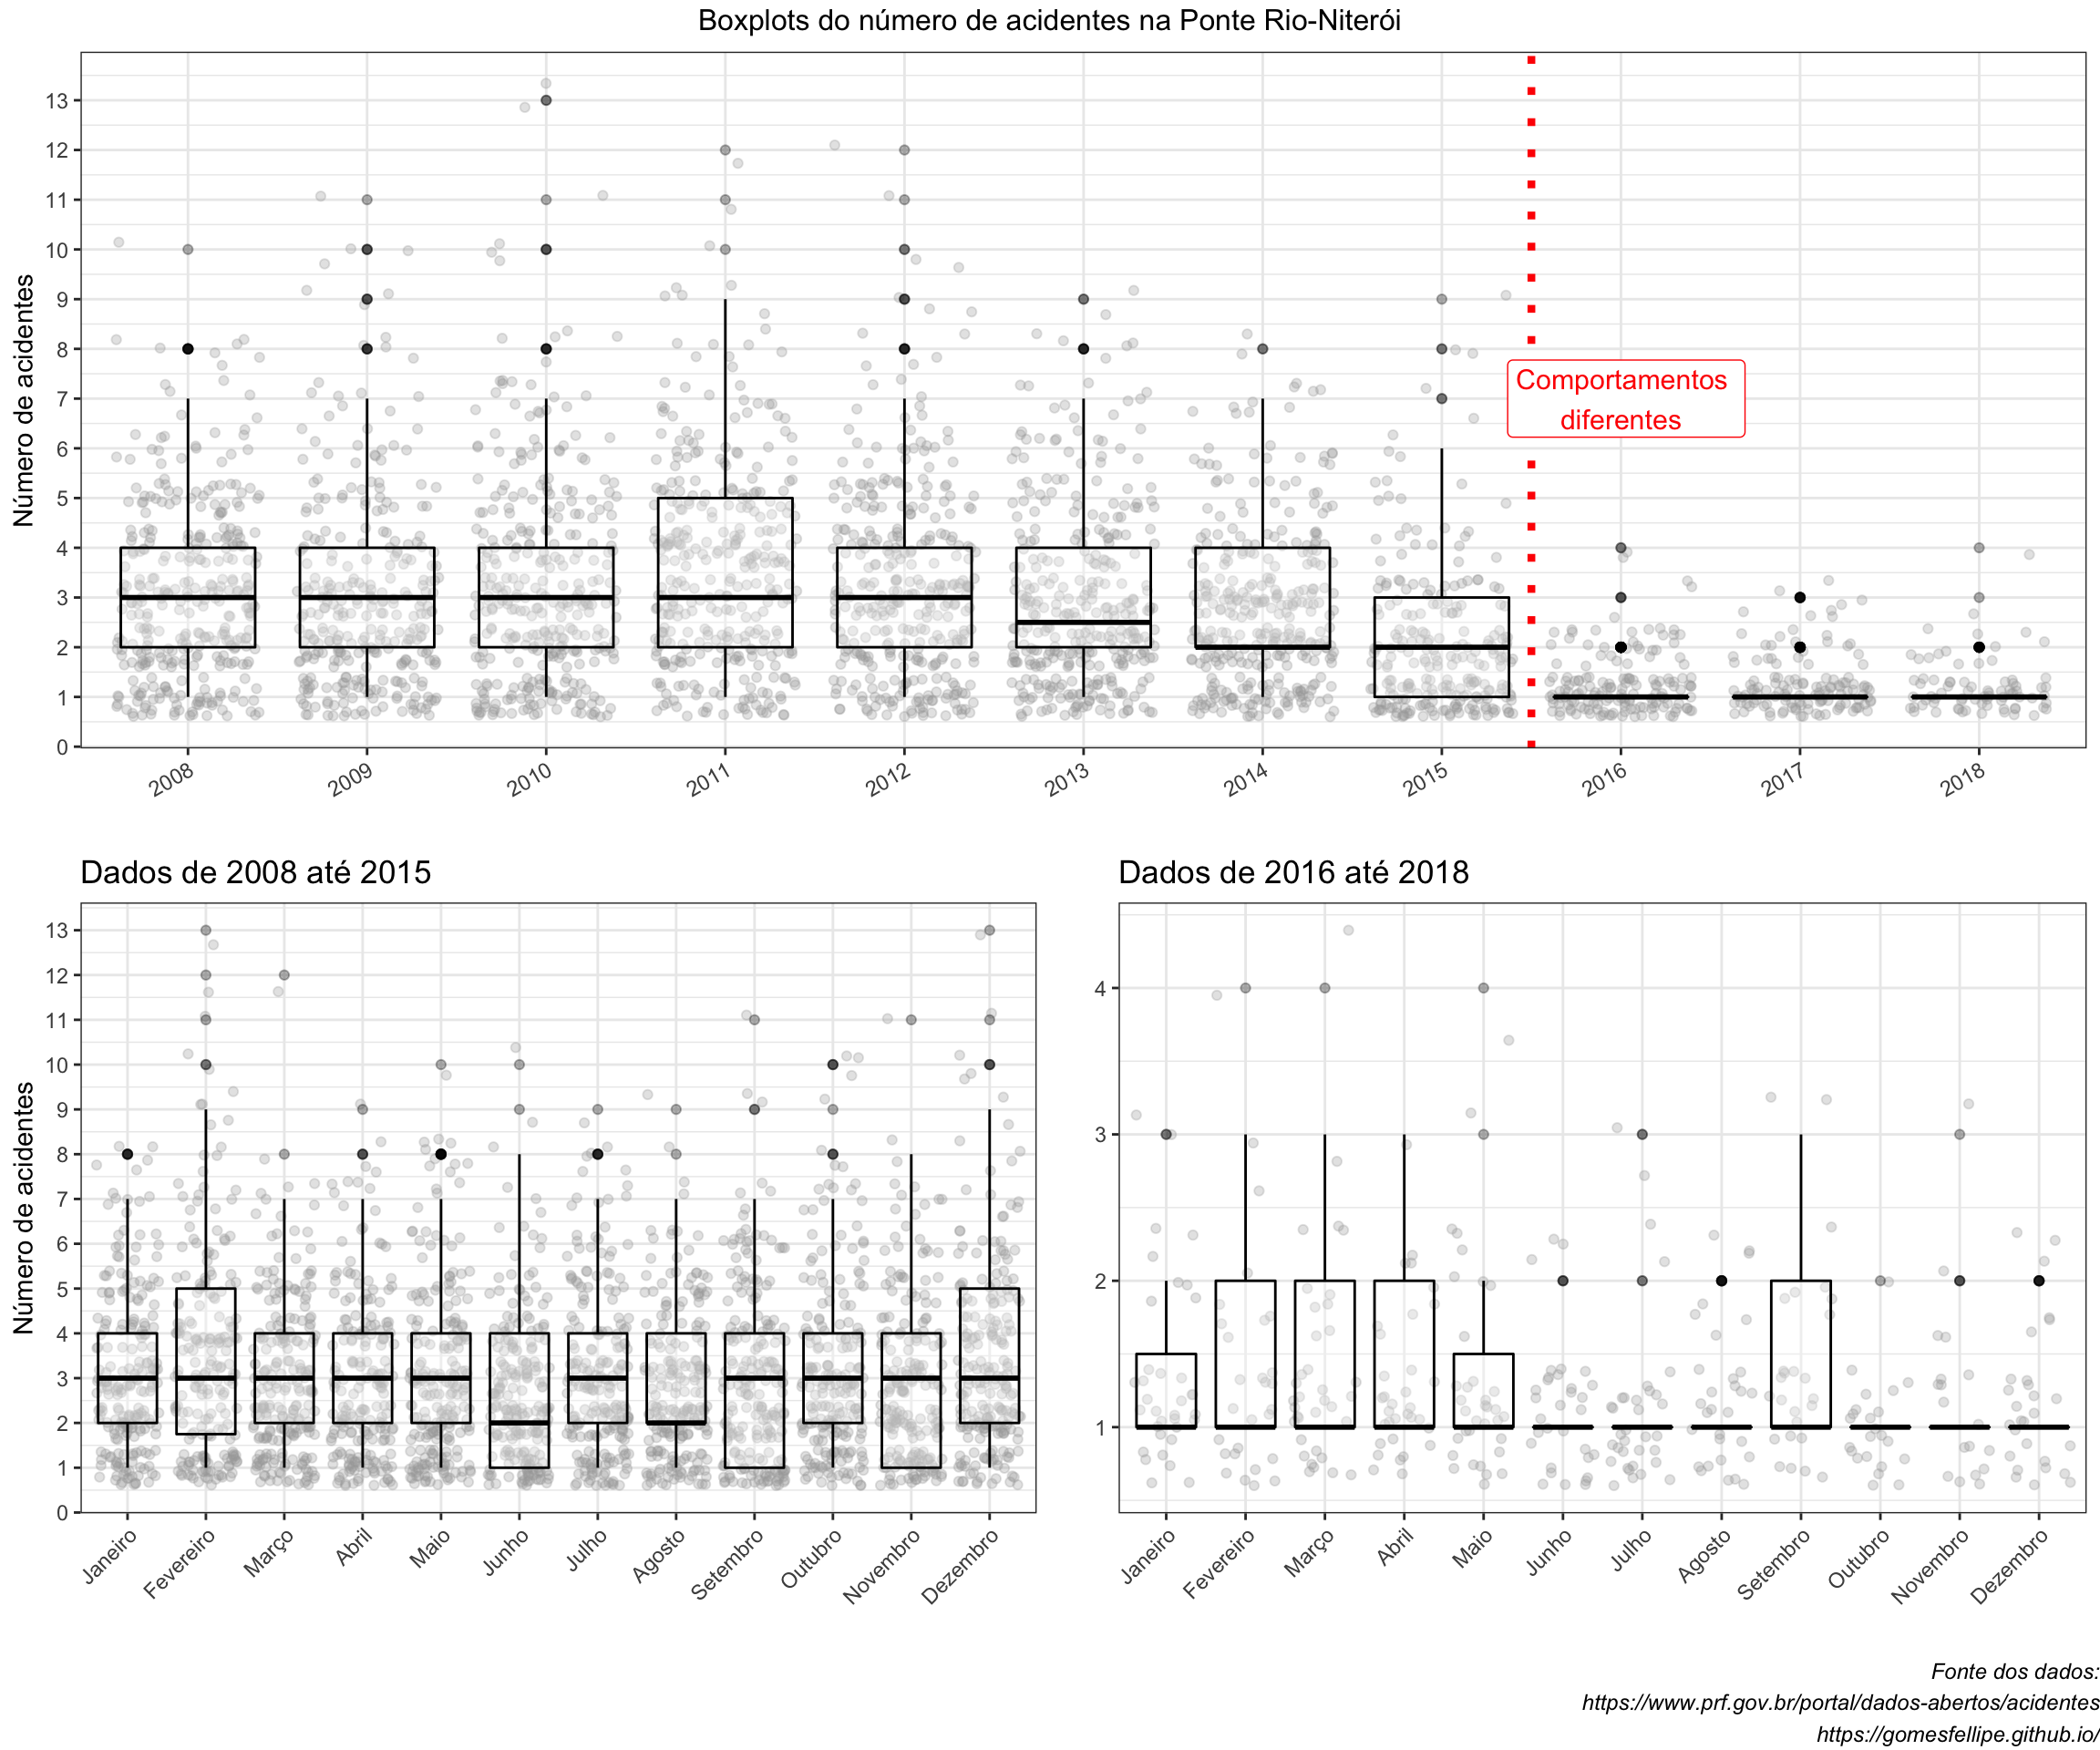 Boxplots do número de acidentes na Ponte Rio-Niterói
Número de acidentes
13
12
11
10
9
8
7
6
5
4
3
2
1
0
Comportamentos
diferentes
2008 2009 2010 2011 2012 2013 2014 2015 2016 2017 2018
Dados de 2008 até 2015
Número de acidentes
13
12
11
10
9
8
7
6
5
4
3
2
1
0
Janeiro Fevereiro Março Abril Maio Junho Julho Agosto Setembro Outubro Novembro Dezembro
Dados de 2016 até 2018
4
3
2
1
Janeiro Fevereiro Março Abril Maio Junho Julho Agosto Setembro Outubro Novembro Dezembro
Fonte dos dados:
https://www.prf.gov.br/portal/dados-abertos/acidentes
https://gomesfellipe.github.io/